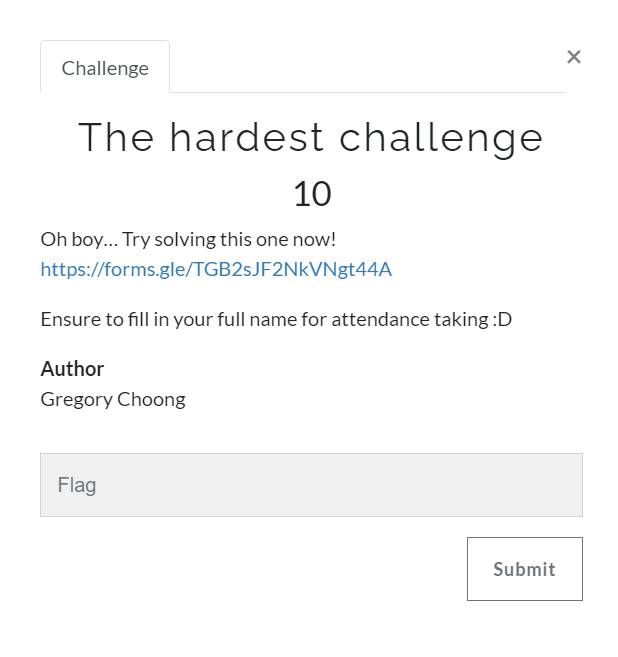 Challenge
×
The hardest challenge
10
Oh boy... Try solving this one now!
https://forms.gle/TGB2sJF2NkVNgt44A
Ensure to fill in your full name for attendance taking :D
Author
Gregory Choong
Flag
Submit